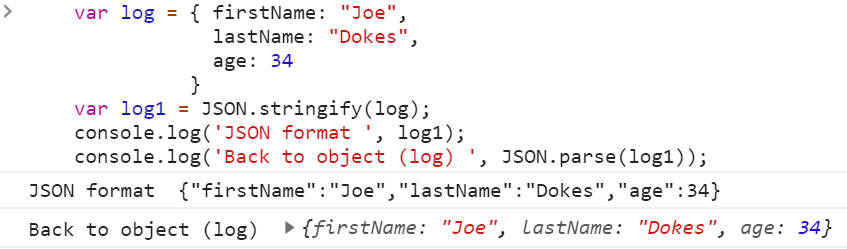 var log = { firstName: "Joe",
lastName: "Dokes",
age: 34
}
var log1 = JSON.stringify(log);
console.log('JSON format ', log1);
console.log('Back to object (log) ', JSON.parse(log1));
JSON format  {"firstName":"Joe","lastName":"Dokes","age":34}
Back to object (log)  ▶{firstName: "Joe", lastName: "Dokes", age: 34}